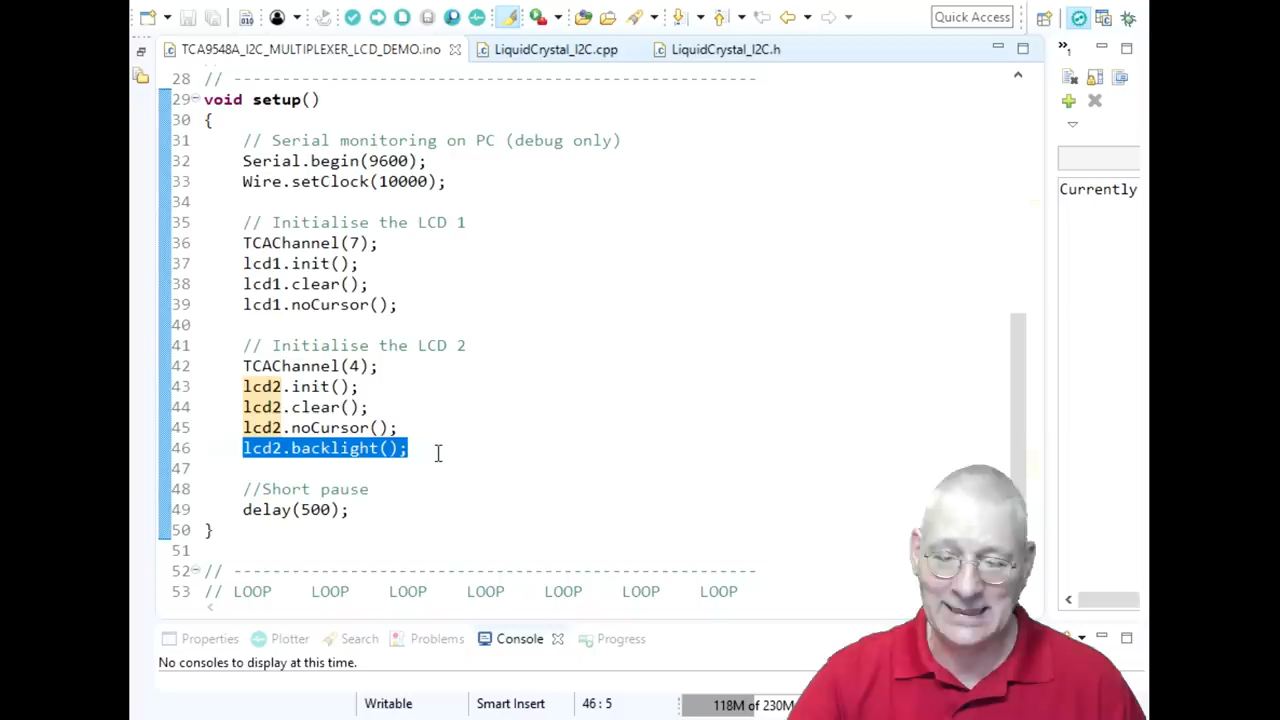 Quick Access
TCA9548A_I2C_MULTIPLEXER_LCD_DEMO.ino
LiquidCrystal_I2C.cpp
LiquidCrystal_I2C.h
28 // ------------------------------------------------------
29 void setup()
30 {
31 // Serial monitoring on PC (debug only)
32 Serial.begin(9600);
33 Wire.setClock(10000);
34
35 // Initialise the LCD 1
36 TCAChannel(7);
37 lcd1.init();
38 lcd1.clear();
39 lcd1.noCursor();
40
41 // Initialise the LCD 2
42 TCAChannel(4);
43 lcd2.init();
44 lcd2.clear();
45 lcd2.noCursor();
46 lcd2.backlight();
47
48 //Short pause
49 delay(500);
50 }
51
52 // ------------------------------------------------------
53 // LOOP LOOP LOOP LOOP LOOP LOOP LOOP
Currently
Properties Plotter Search Problems Console Progress
No consoles to display at this time.
Writable Smart Insert 46 : 5 118M of 230M